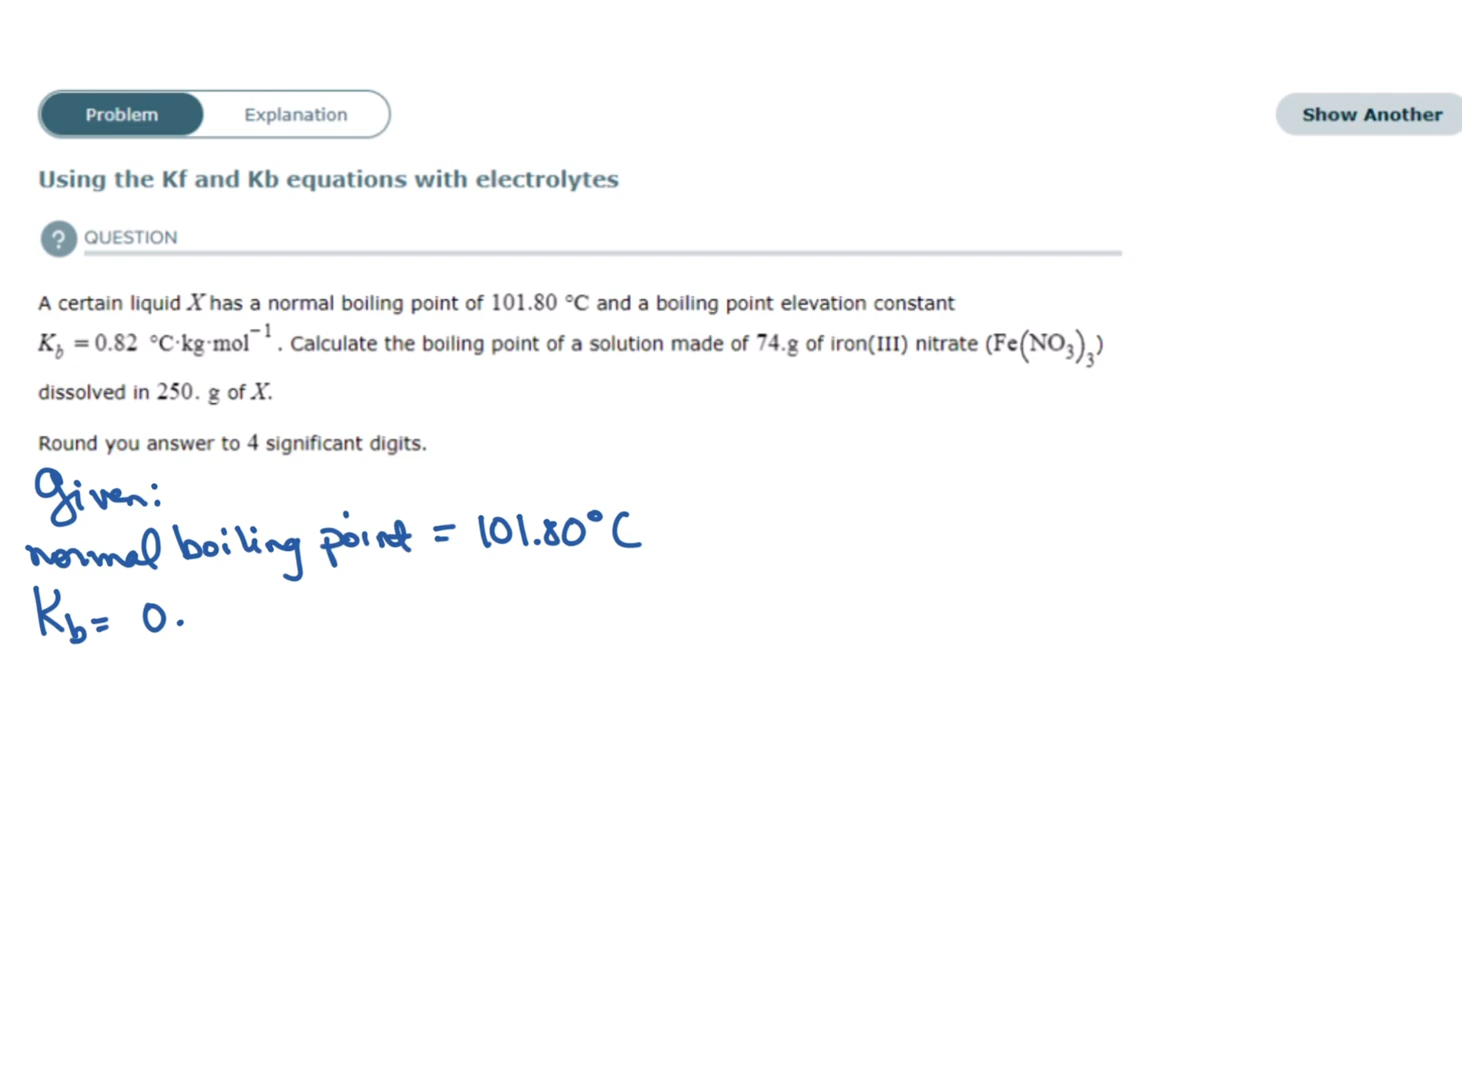 Problem Explanation Show Another
Using the Kf and Kb equations with electrolytes
? QUESTION
A certain liquid X has a normal boiling point of 101.80 °C and a boiling point elevation constant
K_b = 0.82 °C·kg·mol⁻¹. Calculate the boiling point of a solution made of 74.g of iron(III) nitrate (Fe(NO₃)₃)
dissolved in 250. g of X.
Round you answer to 4 significant digits.
Given:
normal boiling point = 101.80°C
K_b = 0.